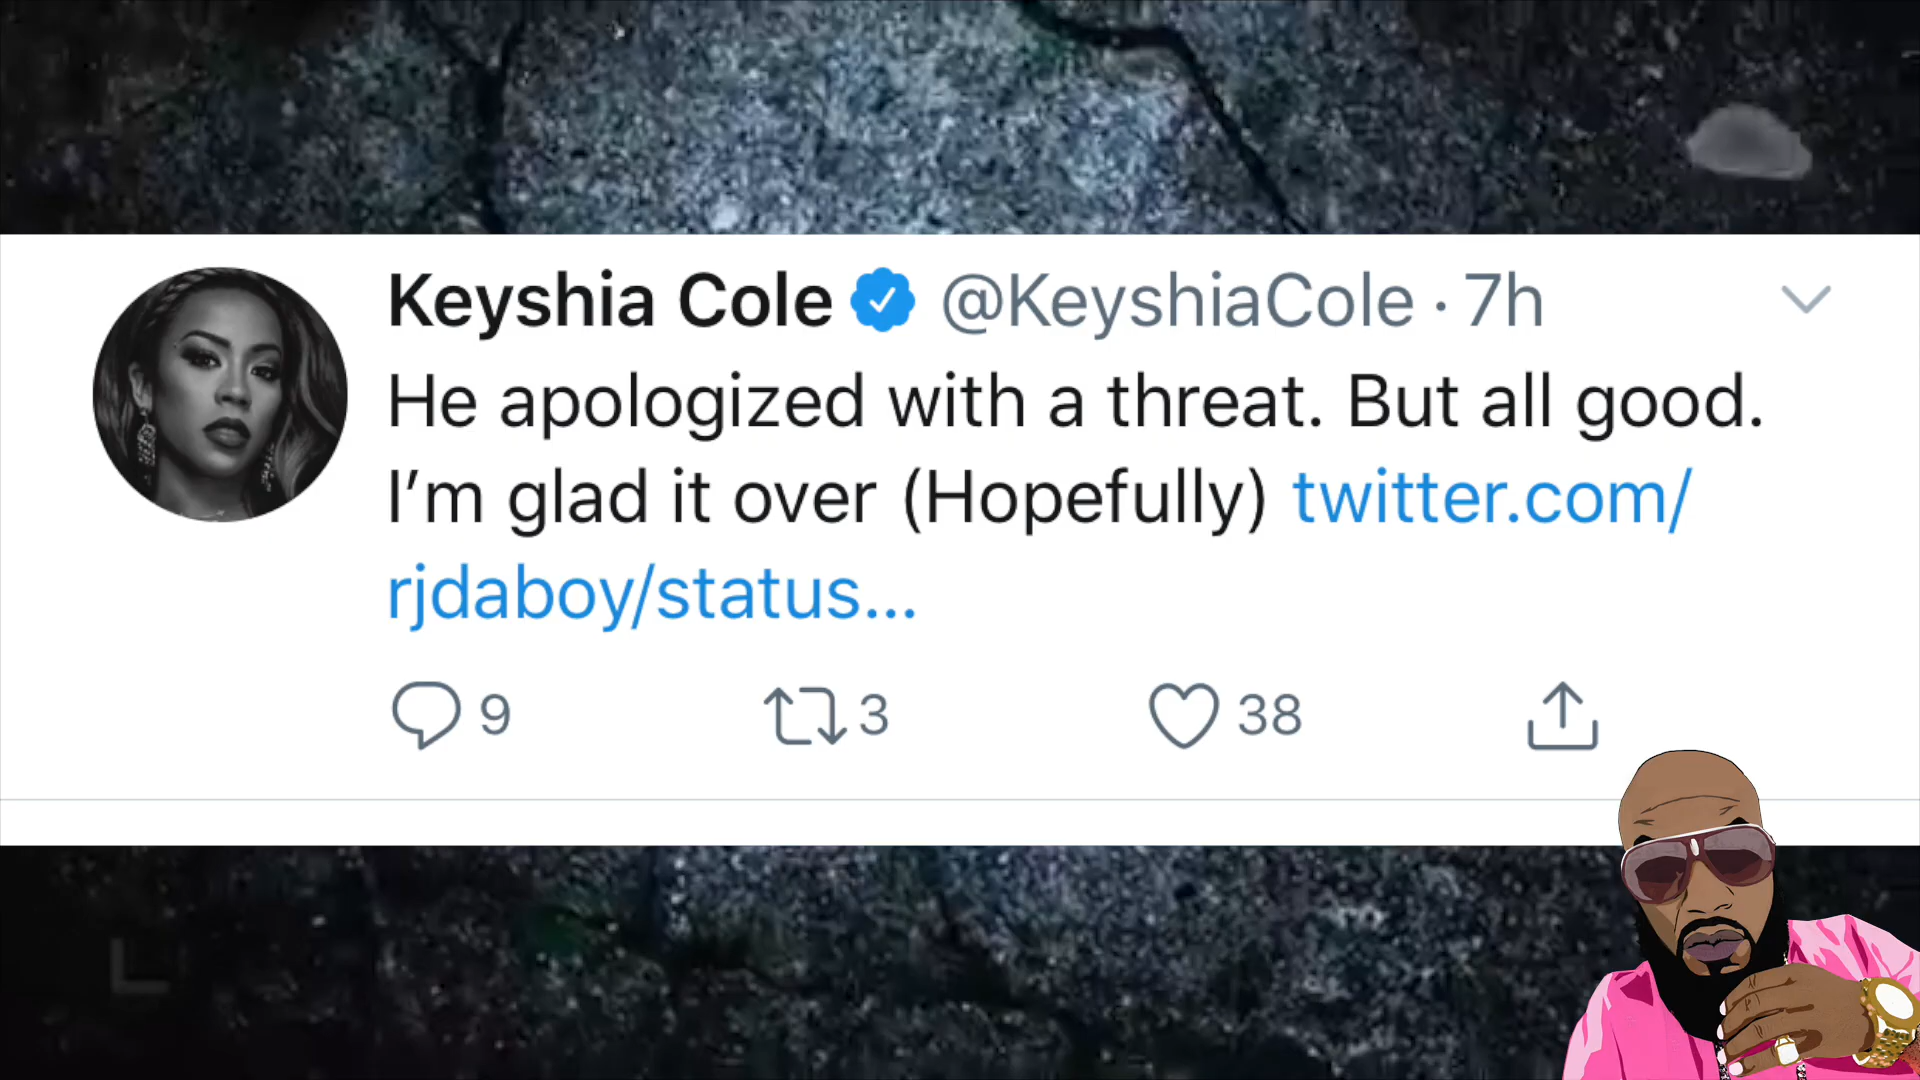 Keyshia Cole @KeyshiaCole · 7h
He apologized with a threat. But all good.
I’m glad it over (Hopefully) twitter.com/
rjdaboy/status...
9 3 38